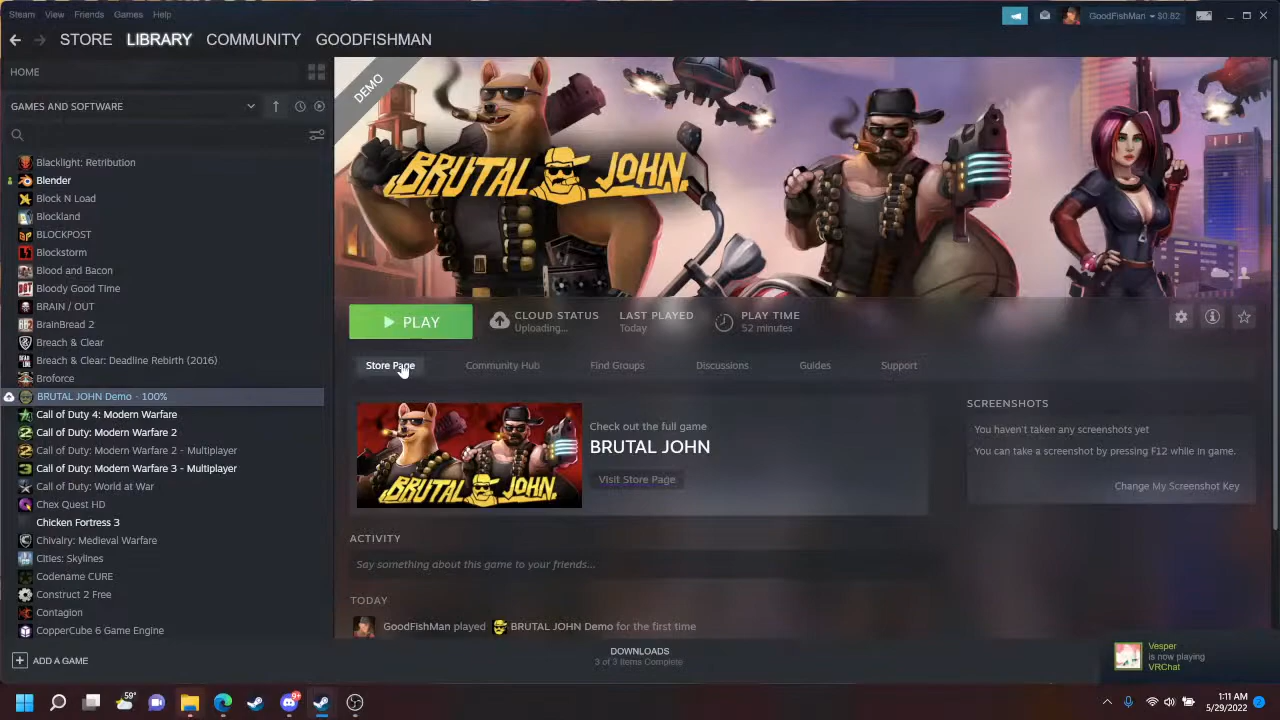 Steam View Friends Games Help
GoodFishMan $0.82
STORE LIBRARY COMMUNITY GOODFISHMAN
HOME
GAMES AND SOFTWARE
Blacklight: Retribution
Blender
Block N Load
Blockland
BLOCKPOST
Blockstorm
Blood and Bacon
Bloody Good Time
BRAIN / OUT
BrainBread 2
Breach & Clear
Breach & Clear: Deadline Rebirth (2016)
Broforce
BRUTAL JOHN Demo - 100%
Call of Duty 4: Modern Warfare
Call of Duty: Modern Warfare 2
Call of Duty: Modern Warfare 2 - Multiplayer
Call of Duty: Modern Warfare 3 - Multiplayer
Call of Duty: World at War
Chex Quest HD
Chicken Fortress 3
Chivalry: Medieval Warfare
Cities: Skylines
Codename CURE
Construct 2 Free
Contagion
CopperCube 6 Game Engine
ADD A GAME
DEMO
BRUTAL JOHN.
PLAY
CLOUD STATUS
Uploading...
LAST PLAYED
Today
PLAY TIME
52 minutes
Store Page Community Hub Find Groups Discussions Guides Support
BRUTAL JOHN.
Check out the full game
BRUTAL JOHN
Visit Store Page
SCREENSHOTS
You haven't taken any screenshots yet
You can take a screenshot by pressing F12 while in game.
Change My Screenshot Key
ACTIVITY
Say something about this game to your friends...
TODAY
GoodFishMan played BRUTAL JOHN Demo for the first time
DOWNLOADS
3 of 3 Items Complete
Vesper
is now playing
VRChat
59°
1:11 AM
5/29/2022